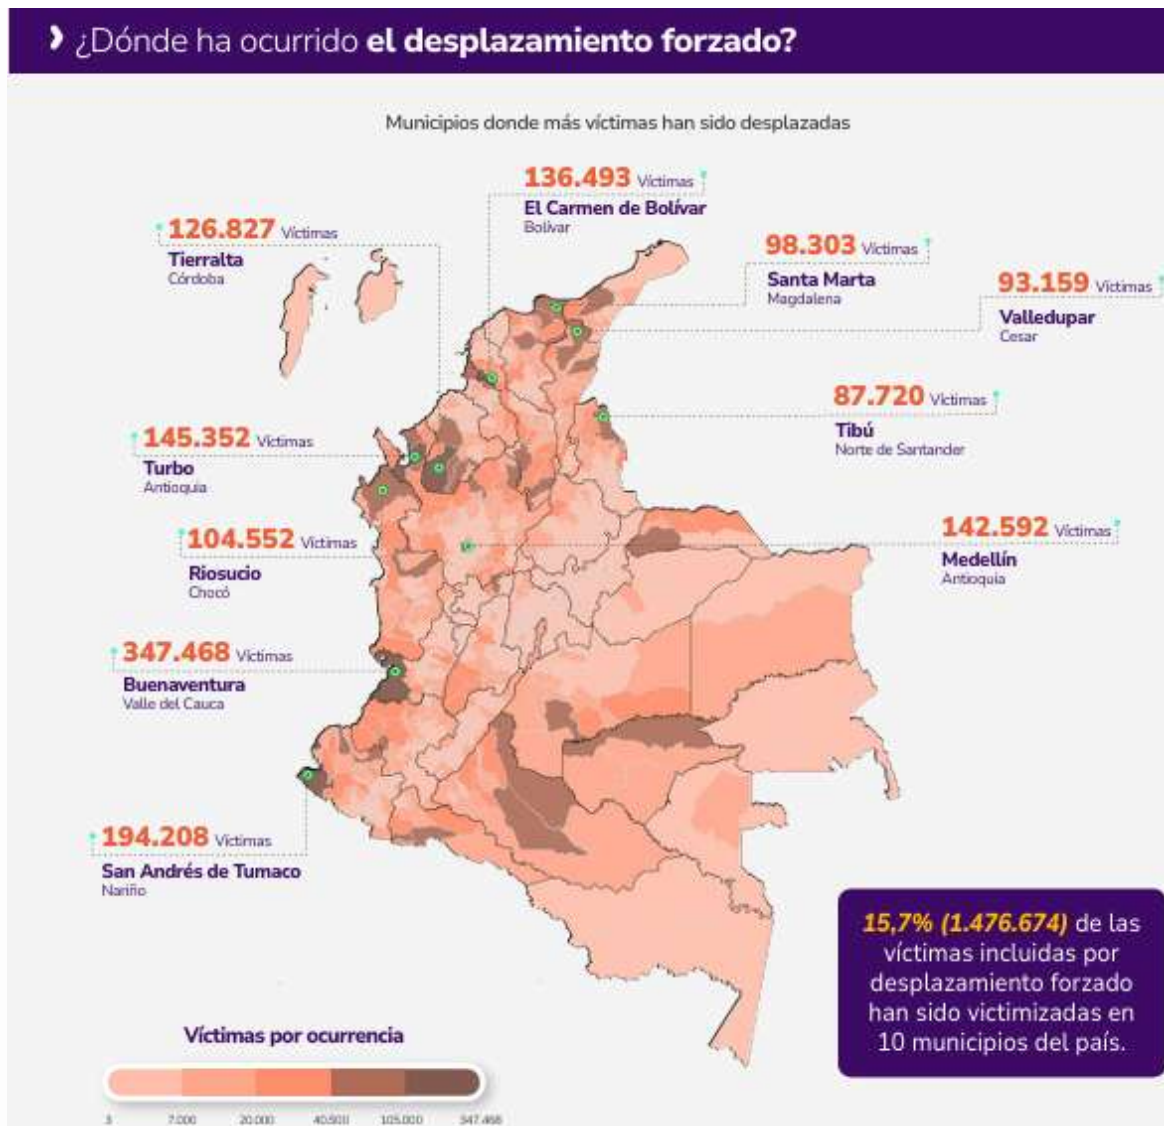 ¿Dónde ha ocurrido el desplazamiento forzado?
Municipios donde más víctimas han sido desplazadas
136.493 Víctimas
El Carmen de Bolívar
Bolívar
126.827 Víctimas
Tierralta
Córdoba
98.303 Víctimas
Santa Marta
Magdalena
93.159 Víctimas
Valledupar
Cesar
87.720 Víctimas
Tibú
Norte de Santander
145.352 Víctimas
Turbo
Antioquia
104.552 Víctimas
Riosucio
Chocó
142.592 Víctimas
Medellín
Antioquia
347.468 Víctimas
Buenaventura
Valle del Cauca
194.208 Víctimas
San Andrés de Tumaco
Nariño
15,7% (1.476.674) de las
víctimas incluidas por
desplazamiento forzado
han sido victimizadas en
10 municipios del país.
Víctimas por ocurrencia
3 7.000 20.000 40.500 105.000 347.468